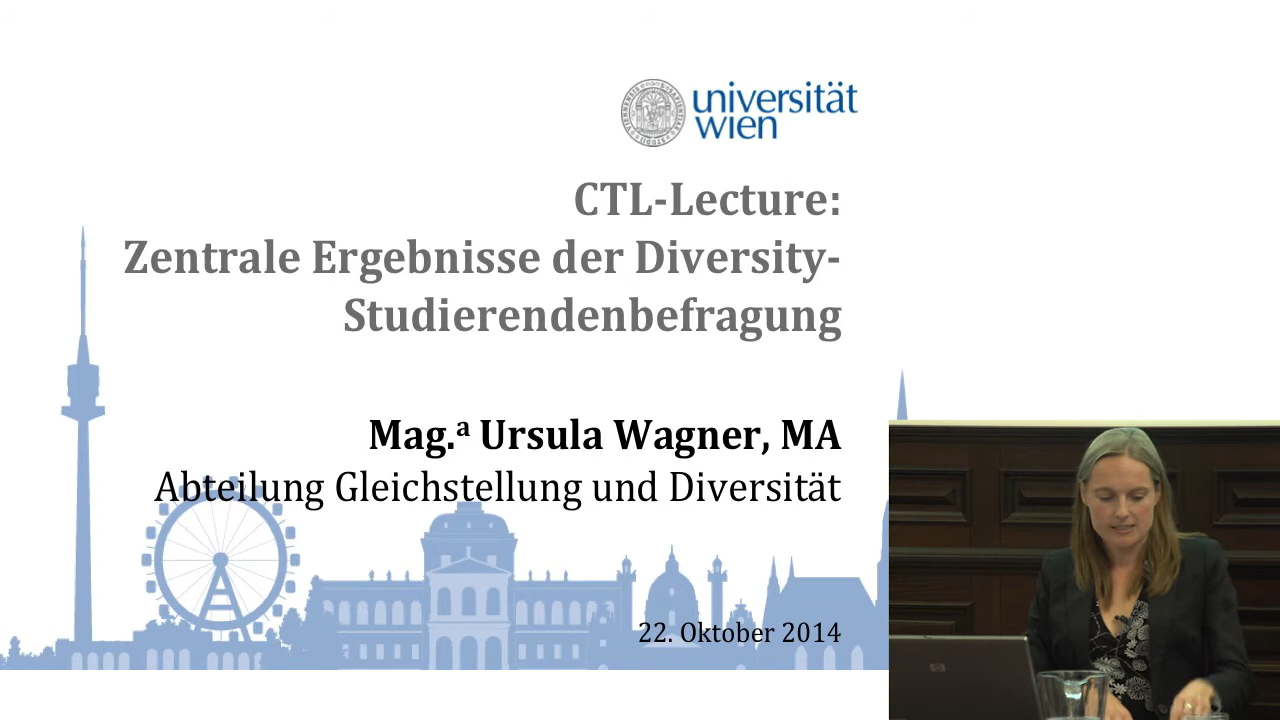 universität
wien
CTL-Lecture:
Zentrale Ergebnisse der Diversity-
Studierendenbefragung
Mag.ª Ursula Wagner, MA
Abteilung Gleichstellung und Diversität
22. Oktober 2014